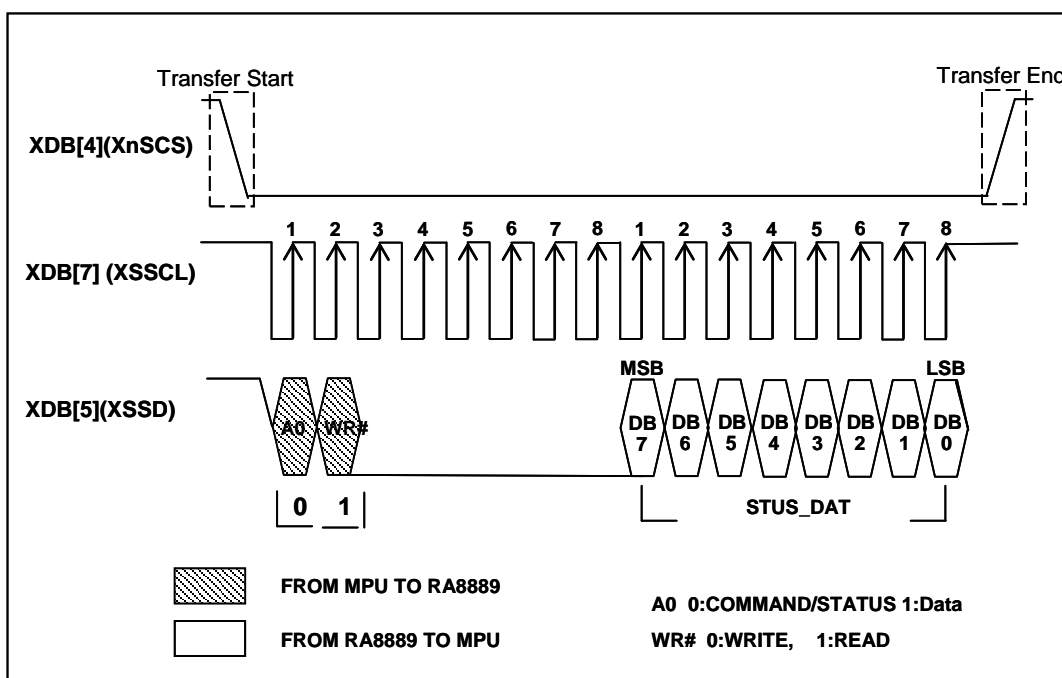 Transfer Start
Transfer End
XDB[4](XnSCS)
1 2 3 4 5 6 7 8 1 2 3 4 5 6 7 8
XDB[7] (XSSCL)
MSB LSB
XDB[5](XSSD)
A0 WR# DB 7 DB 6 DB 5 DB 4 DB 3 DB 2 DB 1 DB 0
0 1
STUS_DAT
FROM MPU TO RA8889
A0 0:COMMAND/STATUS 1:Data
FROM RA8889 TO MPU
WR# 0:WRITE, 1:READ